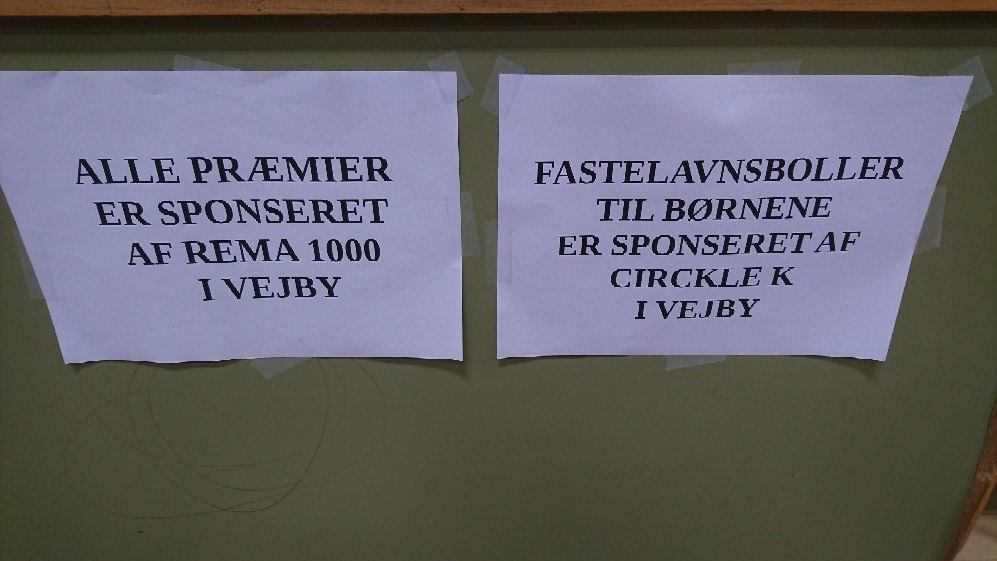 ALLE PRÆMIER
ER SPONSERET
AF REMA 1000
I VEJBY
FASTELAVNSBOLLER
TIL BØRNENE
ER SPONSERET AF
CIRCKLE K
I VEJBY